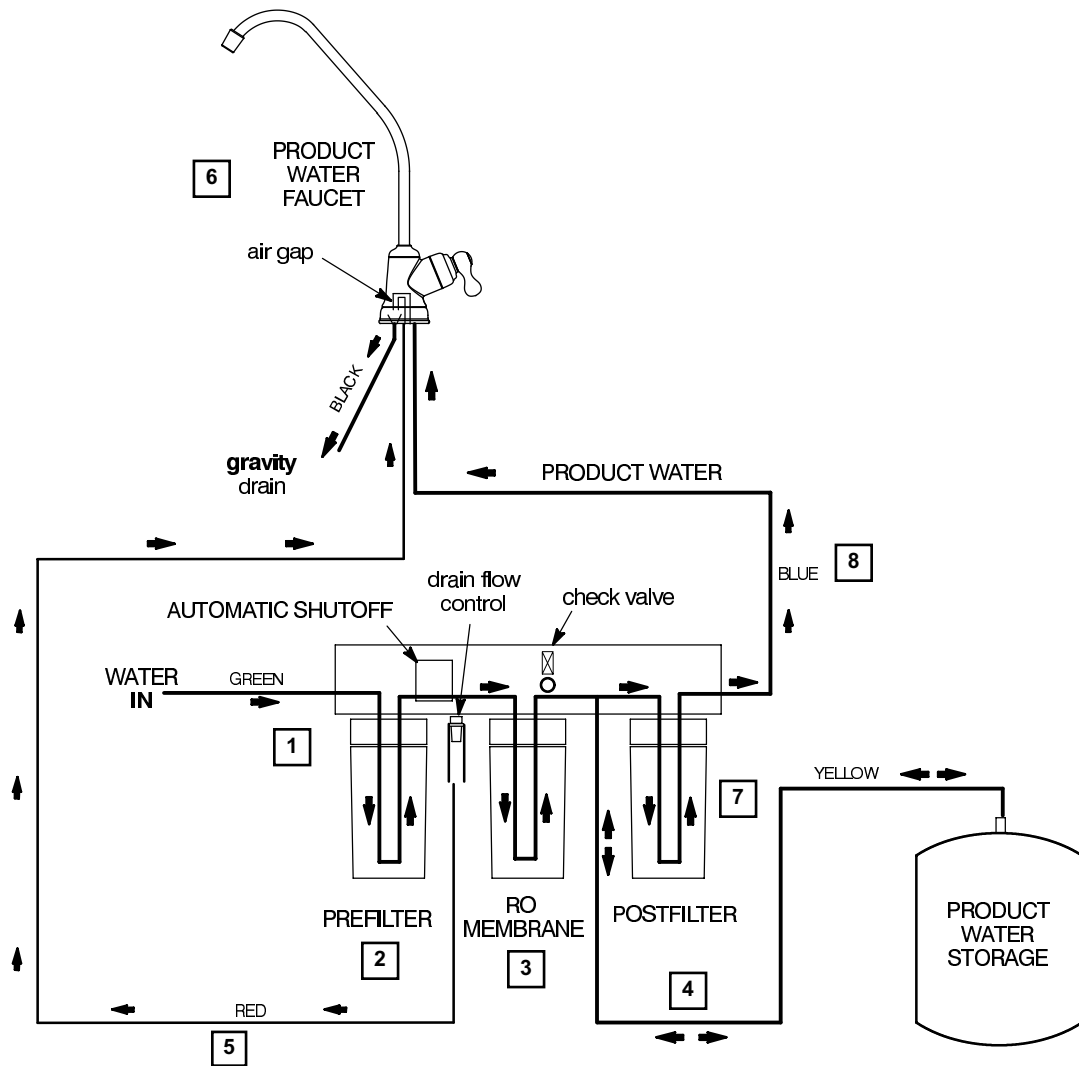 6
PRODUCT
WATER
FAUCET
air gap
BLACK
gravity
drain
PRODUCT WATER
8
BLUE
drain flow
control
check valve
AUTOMATIC SHUTOFF
WATER
IN
GREEN
1
7
YELLOW
PREFILTER
2
RO
MEMBRANE
3
POSTFILTER
4
PRODUCT
WATER
STORAGE
RED
5